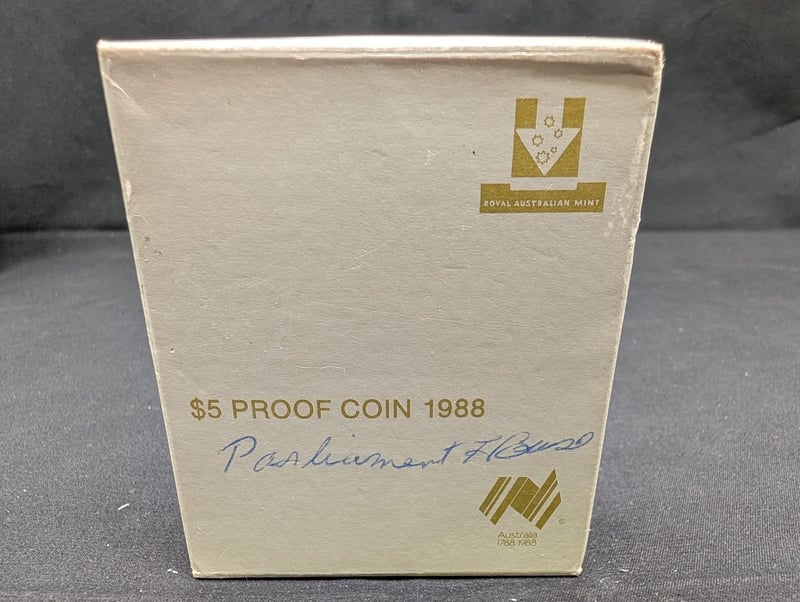 ROYAL AUSTRALIAN MINT
$5 PROOF COIN 1988
Parliament House
©
Australia
1788-1988